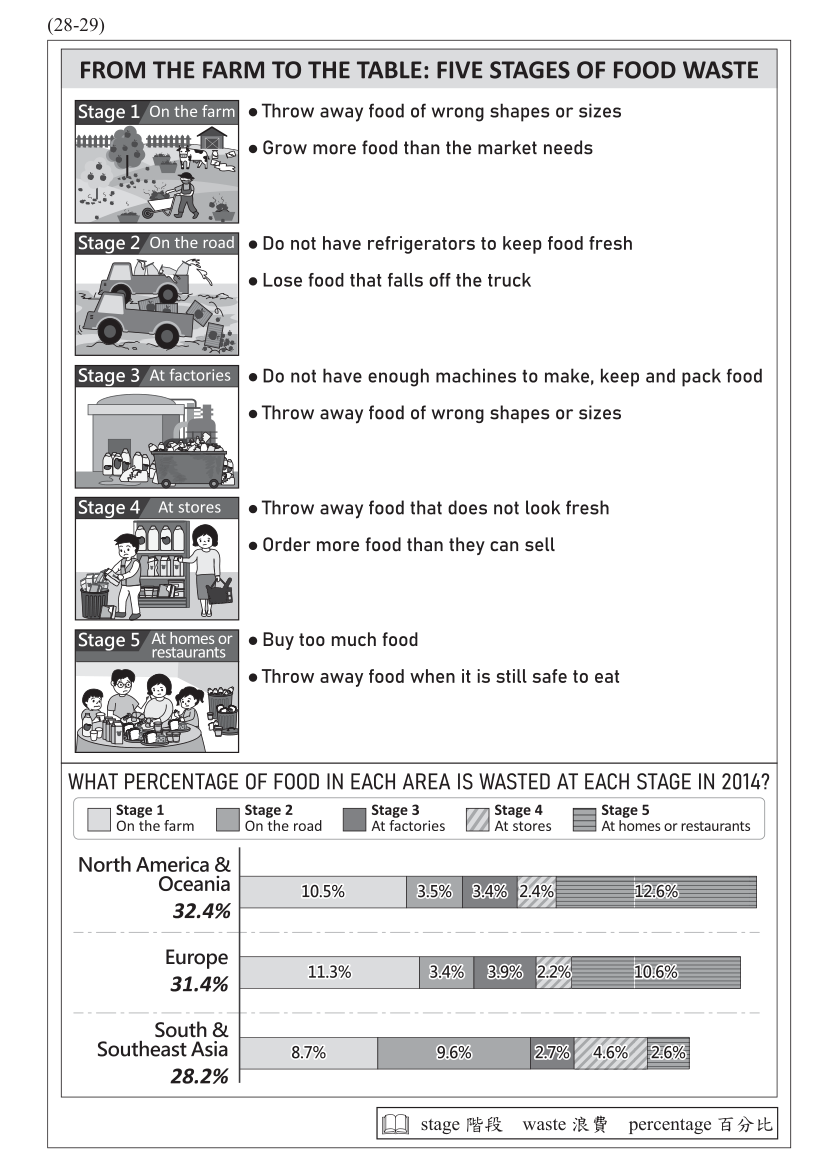 (28-29)
FROM THE FARM TO THE TABLE: FIVE STAGES OF FOOD WASTE
Stage 1 On the farm
● Throw away food of wrong shapes or sizes
● Grow more food than the market needs
Stage 2 On the road
● Do not have refrigerators to keep food fresh
● Lose food that falls off the truck
Stage 3 At factories
● Do not have enough machines to make, keep and pack food
● Throw away food of wrong shapes or sizes
Stage 4 At stores
● Throw away food that does not look fresh
● Order more food than they can sell
Stage 5 At homes or
restaurants
● Buy too much food
● Throw away food when it is still safe to eat
WHAT PERCENTAGE OF FOOD IN EACH AREA IS WASTED AT EACH STAGE IN 2014?
Stage 1 Stage 2 Stage 3 Stage 4 Stage 5
On the farm On the road At factories At stores At homes or restaurants
North America &
Oceania
32.4%
10.5% 3.5% 3.4% 2.4% 12.6%
Europe
31.4%
11.3% 3.4% 3.9% 2.2% 10.6%
South &
Southeast Asia
28.2%
8.7% 9.6% 2.7% 4.6% 2.6%
stage 階段 waste 浪費 percentage 百分比